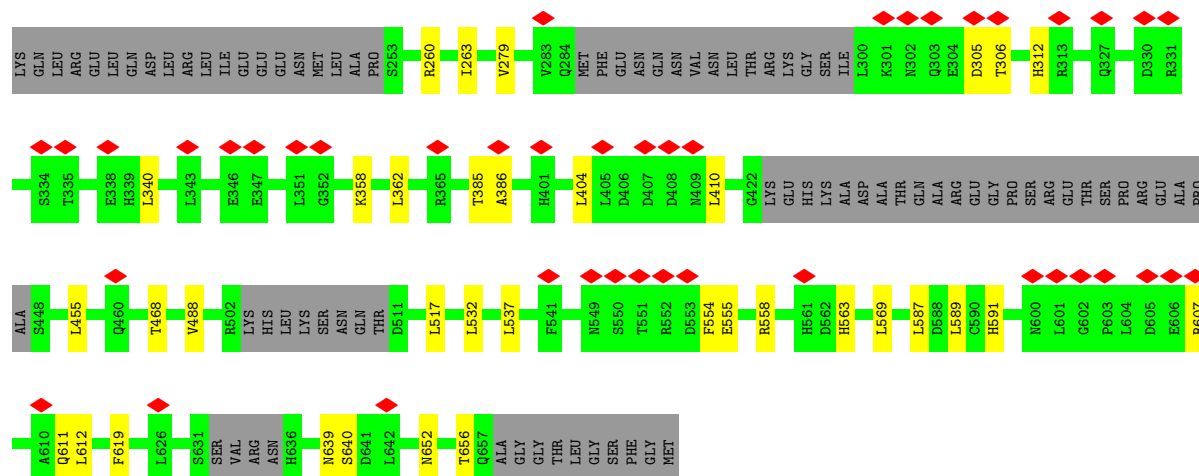 LYS GLN LEU ARG GLU LEU GLN ASP LEU ARG LEU ILE GLU GLU GLU ASN MET LEU ALA PRO S253 R260 I263 V279 V283 Q284 MET PHE GLU ASN GLN ASN VAL ASN LEU THR ARG LYS GLY SER ILE L300 K301 N302 Q303 E304 D305 T306 H312 R313 Q327 D330 R331
S334 T335 E338 H339 L340 L343 E346 E347 L351 G352 K358 L362 R365 T385 A386 H401 L404 L405 D406 D407 D408 N409 L410 G422 LYS GLU HIS LYS ALA ASP ALA THR GLN ALA ARG GLU GLY PRO SER ARG GLU THR SER PRO ARG GLU ALA PRO
ALA S448 L455 Q460 T468 V488 R502 LYS HIS LEU LYS SER ASN GLN THR D511 L517 L532 L537 F541 N549 S550 T551 R552 D553 F554 E555 R558 H561 D562 H563 L569 L587 D588 L589 C590 H591 N600 L601 G602 P603 L604 D605 E606 R607
A610 Q611 L612 F619 L626 S631 SER VAL ARG ASN H636 N639 S640 D641 L642 N652 T656 Q657 ALA GLY GLY THR LEU GLY SER PHE GLY MET